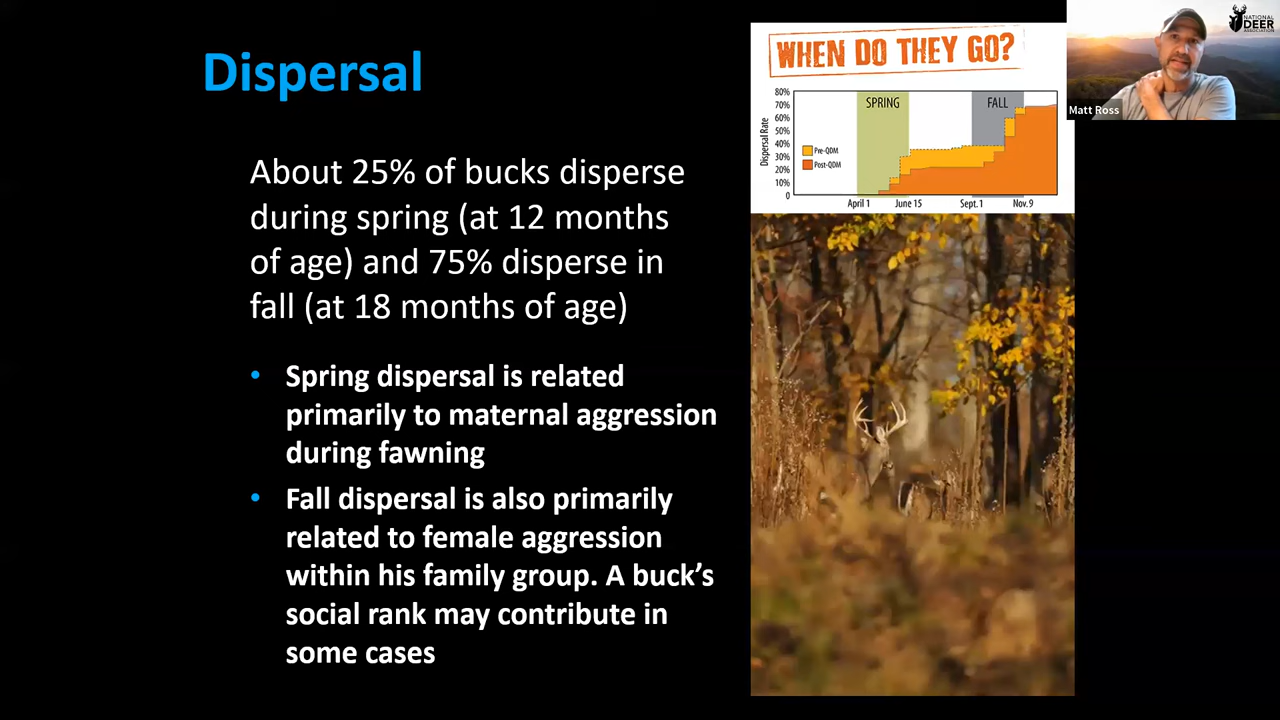 Dispersal
About 25% of bucks disperse
during spring (at 12 months
of age) and 75% disperse in
fall (at 18 months of age)
• Spring dispersal is related
primarily to maternal aggression
during fawning
• Fall dispersal is also primarily
related to female aggression
within his family group. A buck’s
social rank may contribute in
some cases
WHEN DO THEY GO?
Dispersal Rate
80%
70%
60%
50%
40%
30%
20%
10%
0
SPRING
FALL
Pre-QDM
Post-QDM
April 1
June 15
Sept. 1
Nov. 9
NATIONAL
DEER
ASSOCIATION
Matt Ross